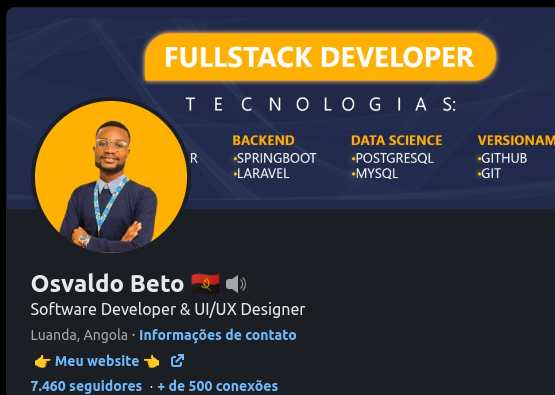 FULLSTACK DEVELOPER
TECNOLOGIAS:
BACKEND DATA SCIENCE VERSIONAM
R •SPRINGBOOT •POSTGRESQL •GITHUB
•LARAVEL •MYSQL •GIT
Osvaldo Beto
Software Developer & UI/UX Designer
Luanda, Angola · Informações de contato
👉 Meu website 👈
7.460 seguidores · + de 500 conexões